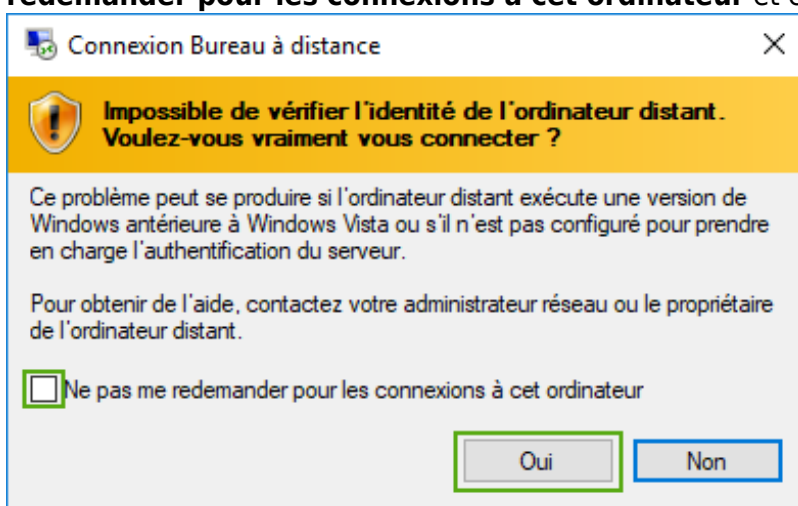 redemander pour les connexions à cet ordinateur et
Connexion Bureau à distance
Impossible de vérifier l'identité de l'ordinateur distant.
Voulez-vous vraiment vous connecter ?
Ce problème peut se produire si l'ordinateur distant exécute une version de
Windows antérieure à Windows Vista ou s'il n'est pas configuré pour prendre
en charge l'authentification du serveur.
Pour obtenir de l'aide, contactez votre administrateur réseau ou le propriétaire
de l'ordinateur distant.
Ne pas me redemander pour les connexions à cet ordinateur
Oui
Non